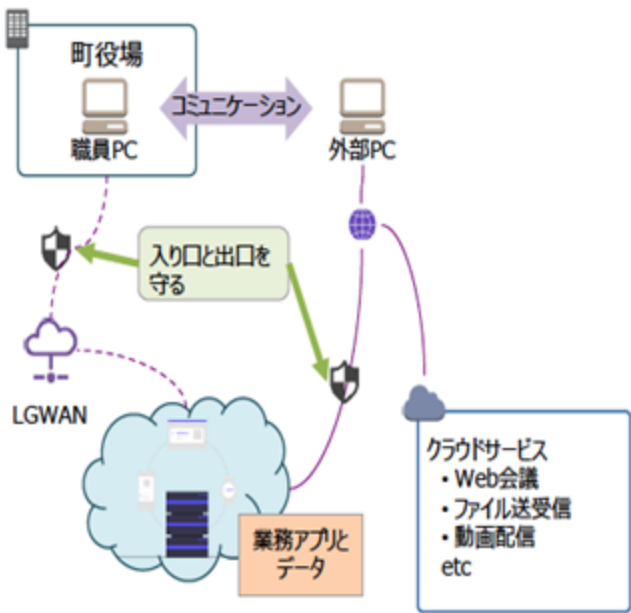 町役場
コミュニケーション
職員PC
外部PC
入り口と出口を
守る
LGWAN
クラウドサービス
・Web会議
・ファイル送受信
・動画配信
etc
業務アプリと
データ